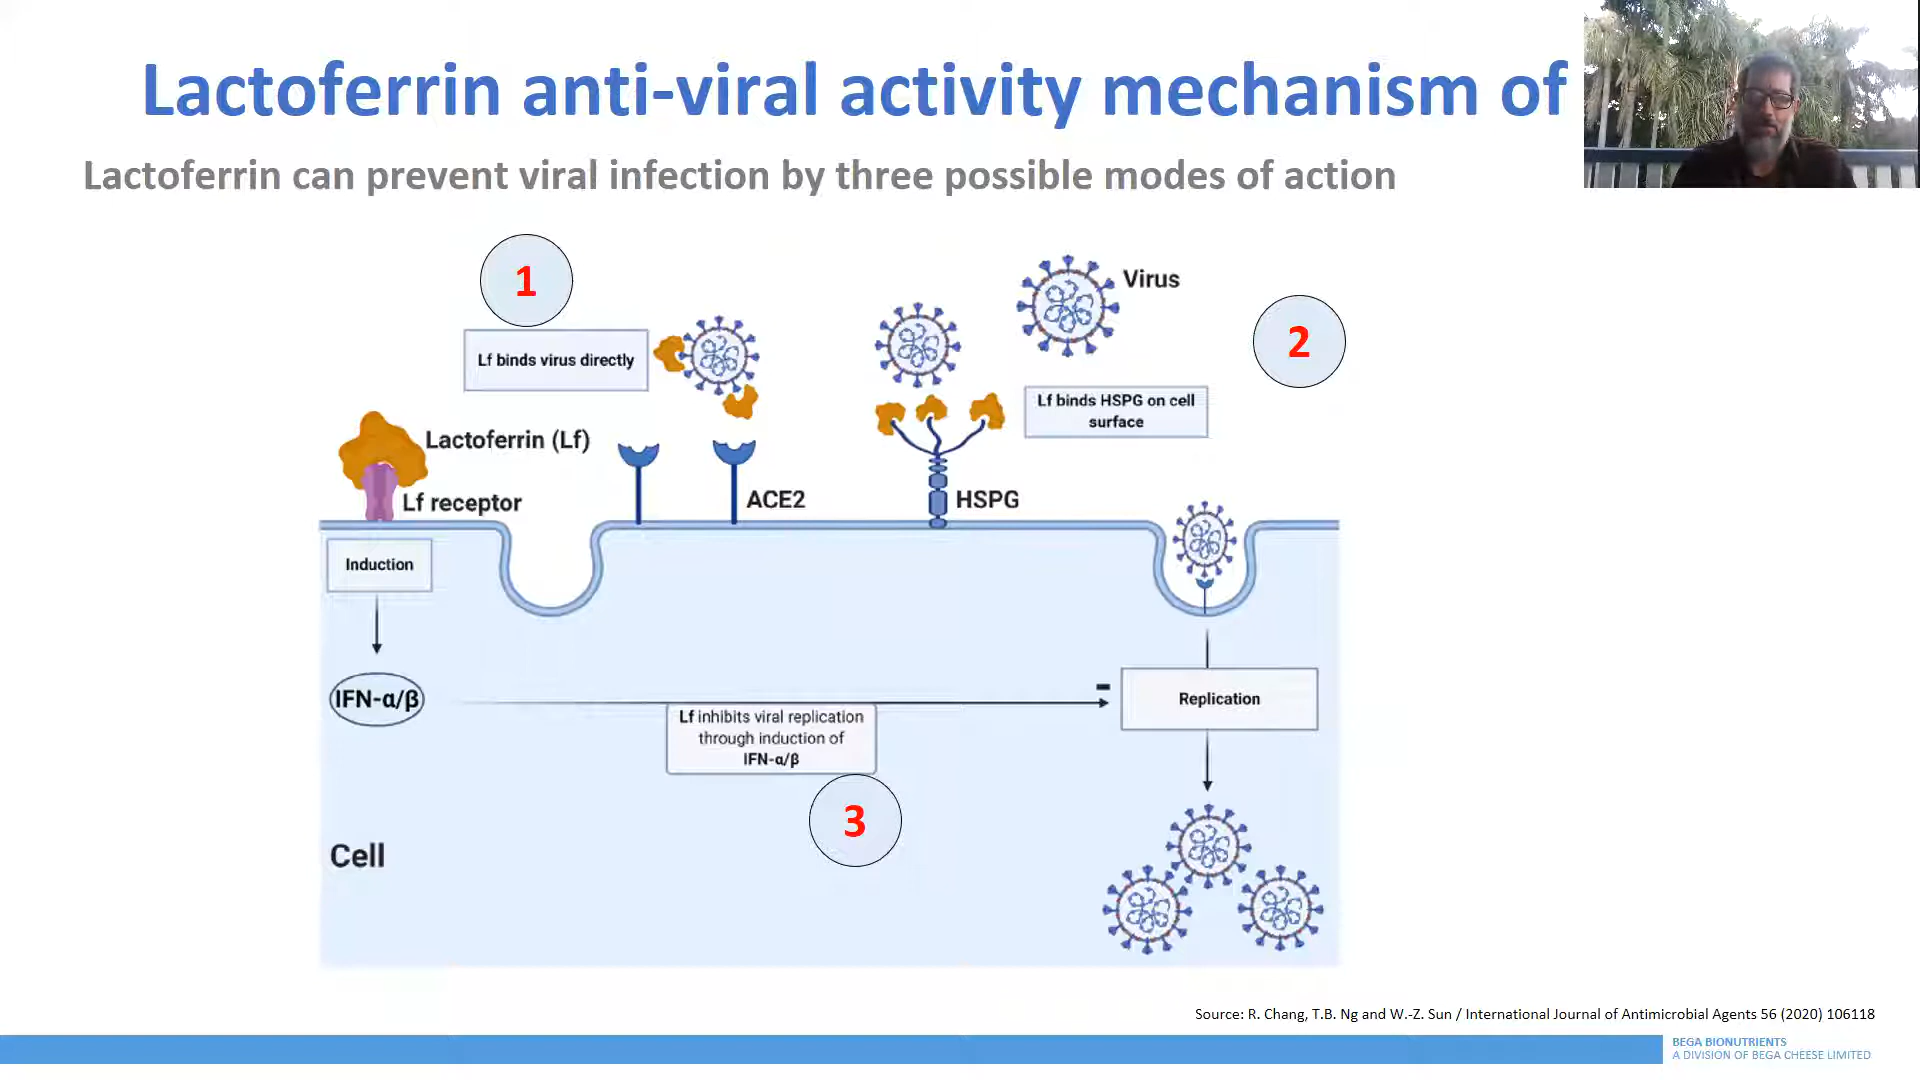 Lactoferrin anti-viral activity mechanism of
Lactoferrin can prevent viral infection by three possible modes of action
1
Virus
2
Lf binds virus directly
Lf binds HSPG on cell
surface
Lactoferrin (Lf)
Lf receptor
ACE2
HSPG
Induction
IFN-α/β
-
Replication
Lf inhibits viral replication
through induction of
IFN-α/β
3
Cell
Source: R. Chang, T.B. Ng and W.-Z. Sun / International Journal of Antimicrobial Agents 56 (2020) 106118
BEGA BIONUTRIENTS
A DIVISION OF BEGA CHEESE LIMITED